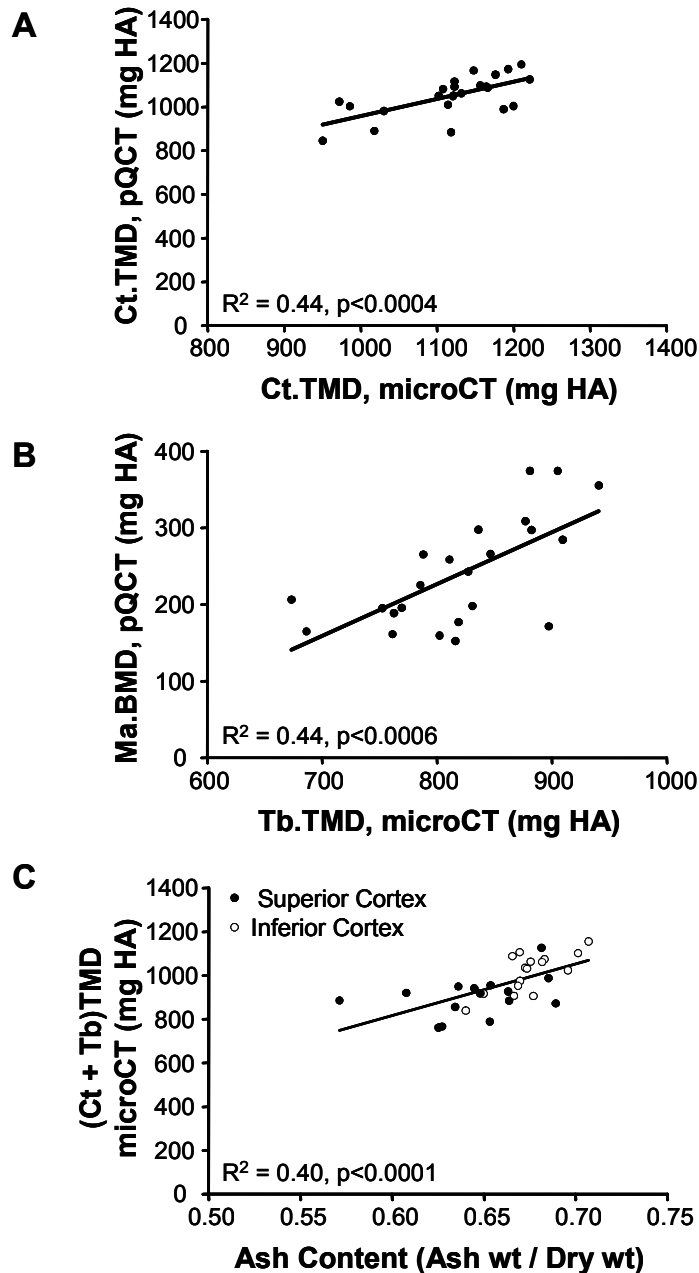 A
Ct.TMD, pQCT (mg HA)
1400
1200
1000
800
600
400
200
0
R² = 0.44, p<0.0004
800 900 1000 1100 1200 1300 1400
Ct.TMD, microCT (mg HA)
B
Ma.BMD, pQCT (mg HA)
400
300
200
100
0
R² = 0.44, p<0.0006
600 700 800 900 1000
Tb.TMD, microCT (mg HA)
C
(Ct + Tb)TMD
microCT (mg HA)
1400
1200
1000
800
600
400
200
0
Superior Cortex
Inferior Cortex
R² = 0.40, p<0.0001
0.50 0.55 0.60 0.65 0.70 0.75
Ash Content (Ash wt / Dry wt)